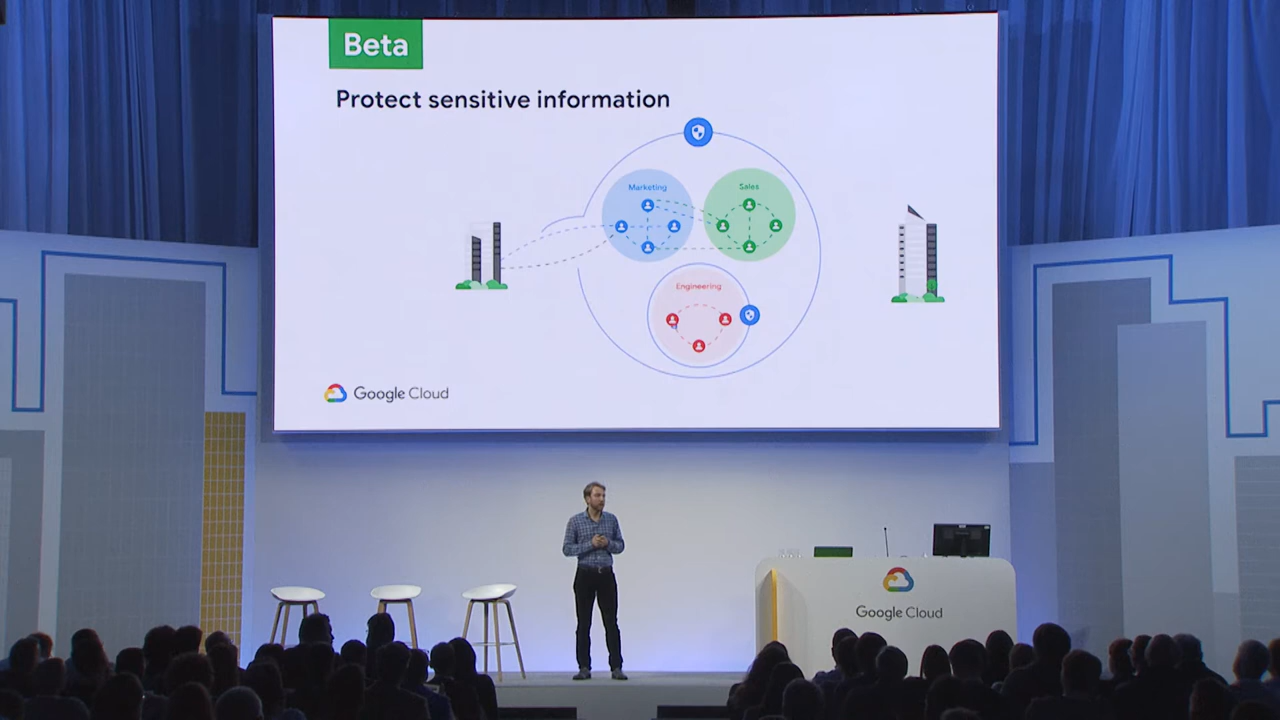 Beta
Protect sensitive information
Marketing
Sales
Engineering
Google Cloud
Google Cloud